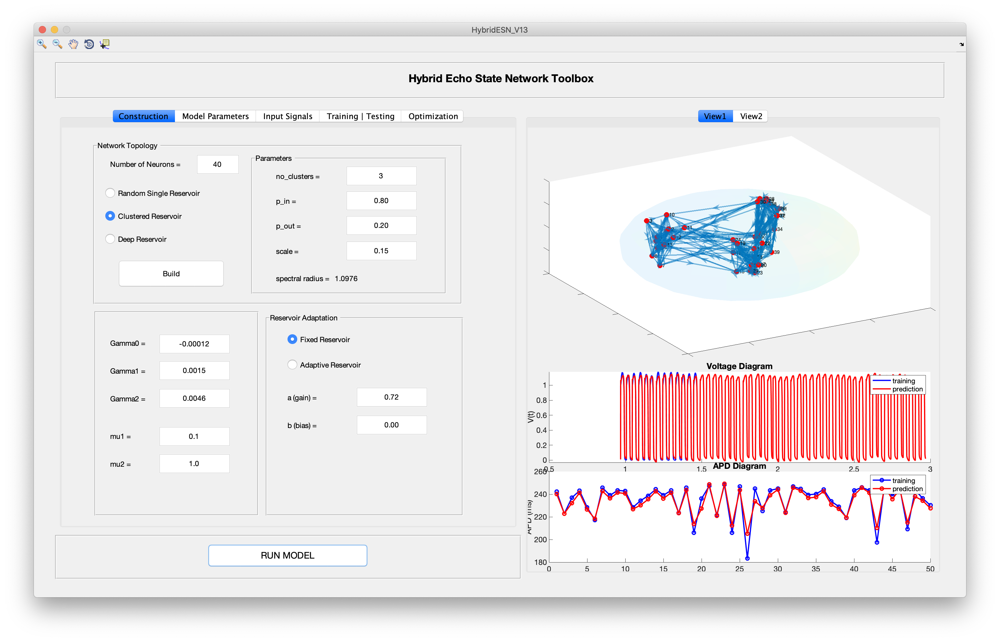 HybridESN_V13
Hybrid Echo State Network Toolbox
Construction
Model Parameters
Input Signals
Training | Testing
Optimization
Network Topology
Number of Neurons =
40
Random Single Reservoir
Clustered Reservoir
Deep Reservoir
Build
Parameters
no_clusters =
3
p_in =
0.80
p_out =
0.20
scale =
0.15
spectral radius = 1.0976
Gamma0 =
-0.00012
Gamma1 =
0.0015
Gamma2 =
0.0046
mu1 =
0.1
mu2 =
1.0
Reservoir Adaptation
Fixed Reservoir
Adaptive Reservoir
a (gain) =
0.72
b (bias) =
0.00
RUN MODEL
View1
View2
28
30
32
34
10
3
11
12
13
8
7
19
22
39
23
Voltage Diagram
training
prediction
V(t)
1
0.8
0.6
0.4
0.2
0
0.5
1
1.5
2
2.5
3
APD Diagram
training
prediction
APD (ms)
260
240
220
200
180
0
5
10
15
20
25
30
35
40
45
50